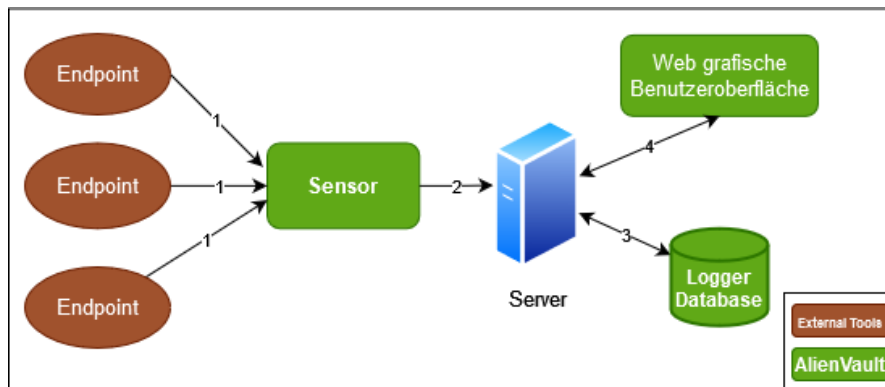 Endpoint
1
Web grafische
Benutzeroberfläche
Endpoint
1
Sensor
2
4
Endpoint
1
3
Server
Logger
Database
External Tools
AlienVault